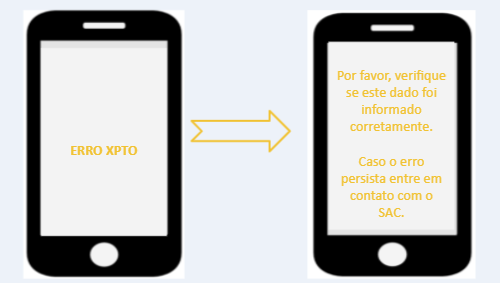 ERRO XPTO
Por favor, verifique
se este dado foi
informado
corretamente.
Caso o erro
persista entre em
contato com o
SAC.